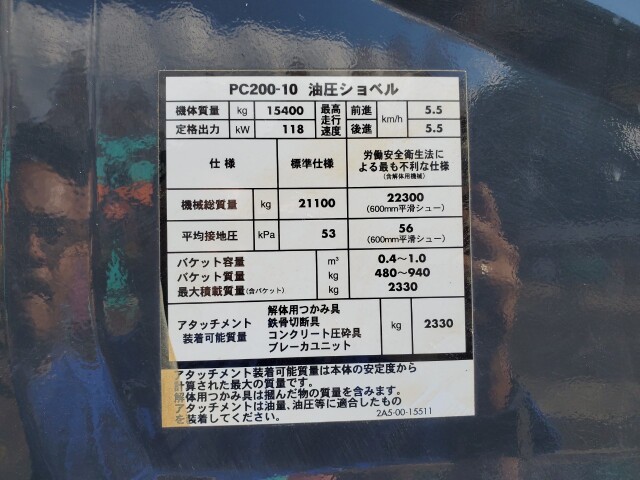 PC200-10 油圧ショベル
機体質量 kg 15400 最高走行速度 前進 km/h 5.5
定格出力 kW 118 後進 5.5
仕様 標準仕様 労働安全衛生法による最も不利な仕様 (含解体用機械)
機械総質量 kg 21100 22300 (600mm平滑シュー)
平均接地圧 kPa 53 56 (600mm平滑シュー)
バケット容量 m³ 0.4～1.0
バケット質量 kg 480～940
最大積載質量(含バケット) kg 2330
アタッチメント装着可能質量 解体用つかみ具 鉄骨切断具 コンクリート圧砕具 ブレーカユニット kg 2330
アタッチメント装着可能質量は本体の安定度から
計算された最大の質量です。
解体用つかみ具は掴んだ物の質量を含みます。
アタッチメントは油量、油圧等に適合したもの
を装着してください。 2A5-00-15511